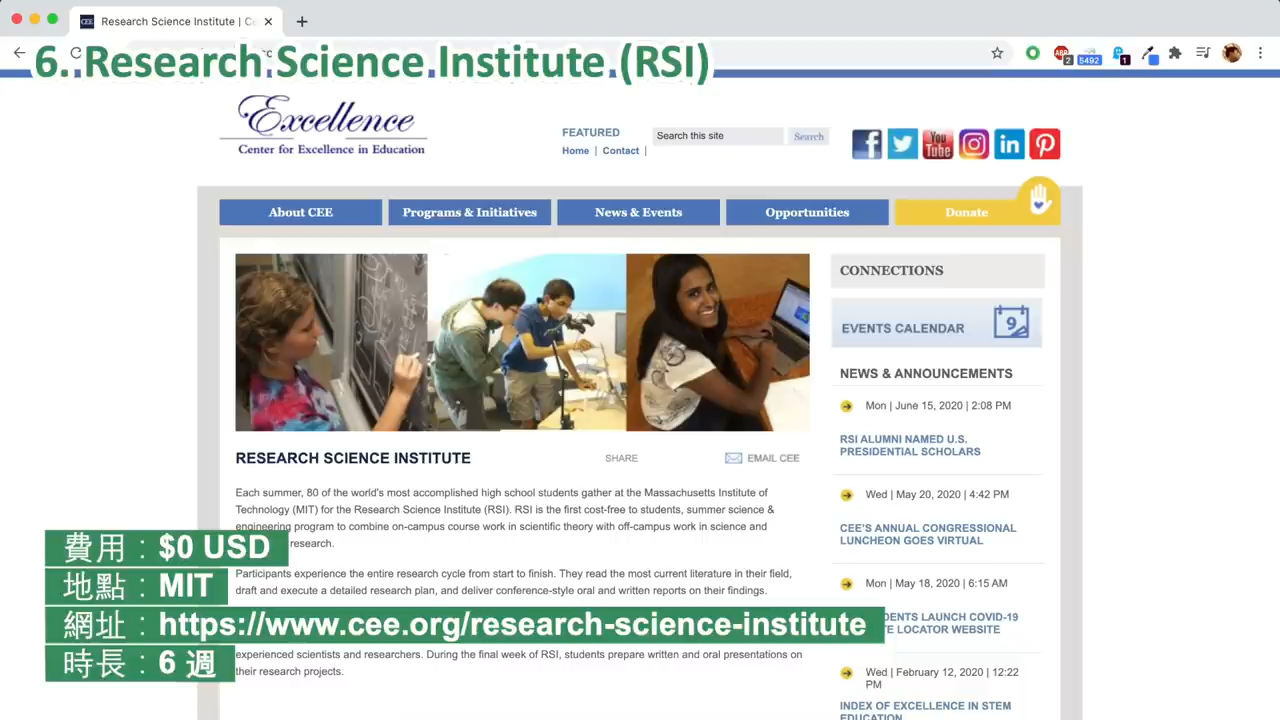 Research Science Institute | Ce
6. Research Science Institute (RSI)
ABP
2
5492
1
Excellence
Center for Excellence in Education
FEATURED
Home | Contact |
Search this site
Search
You
Tube
About CEE
Programs & Initiatives
News & Events
Opportunities
Donate
RESEARCH SCIENCE INSTITUTE
SHARE
EMAIL CEE
Each summer, 80 of the world's most accomplished high school students gather at the Massachusetts Institute of
Technology (MIT) for the Research Science Institute (RSI). RSI is the first cost-free to students, summer science &
engineering program to combine on-campus course work in scientific theory with off-campus work in science and
research.
Participants experience the entire research cycle from start to finish. They read the most current literature in their field,
draft and execute a detailed research plan, and deliver conference-style oral and written reports on their findings.
experienced scientists and researchers. During the final week of RSI, students prepare written and oral presentations on
their research projects.
費用：$0 USD
地點：MIT
網址：https://www.cee.org/research-science-institute
時長：6 週
CONNECTIONS
EVENTS CALENDAR
9
NEWS & ANNOUNCEMENTS
Mon | June 15, 2020 | 2:08 PM
RSI ALUMNI NAMED U.S.
PRESIDENTIAL SCHOLARS
Wed | May 20, 2020 | 4:42 PM
CEE'S ANNUAL CONGRESSIONAL
LUNCHEON GOES VIRTUAL
Mon | May 18, 2020 | 6:15 AM
DENTS LAUNCH COVID-19
E LOCATOR WEBSITE
Wed | February 12, 2020 | 12:22
PM
INDEX OF EXCELLENCE IN STEM
EDUCATION